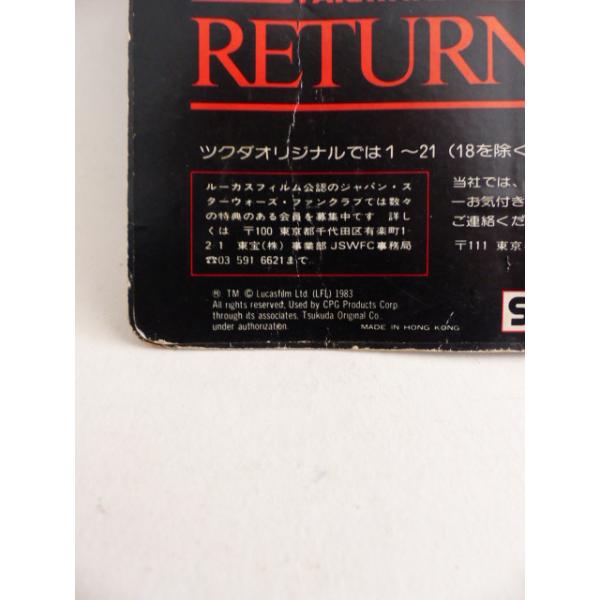 RETURN
ツクダオリジナルでは1〜21（18を除く
ルーカスフィルム公認のジャパン・ス
ターウォーズ・ファンクラブでは数々
の特典のある会員を募集中です 詳し
くは 〒100 東京都千代田区有楽町1
2-1 東宝(株) 事業部 JSWFC事務局
☎03 591 6621まで
当社では、
一お気付き
ご連絡くだ
〒111 東京
Ⓡ TM © Lucasfilm Ltd. (LFL) 1983
All rights reserved, Used by CPG Products Corp
through its associates, Tsukuda Original Co.,
under authorization.
MADE IN HONG KONG
S